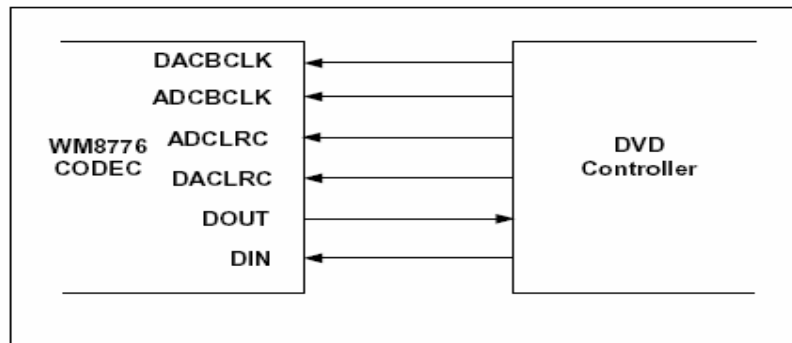 DACBCLK
ADCBCLK
WM8776
CODEC
ADCLRC
DACLRC
DOUT
DIN
DVD
Controller